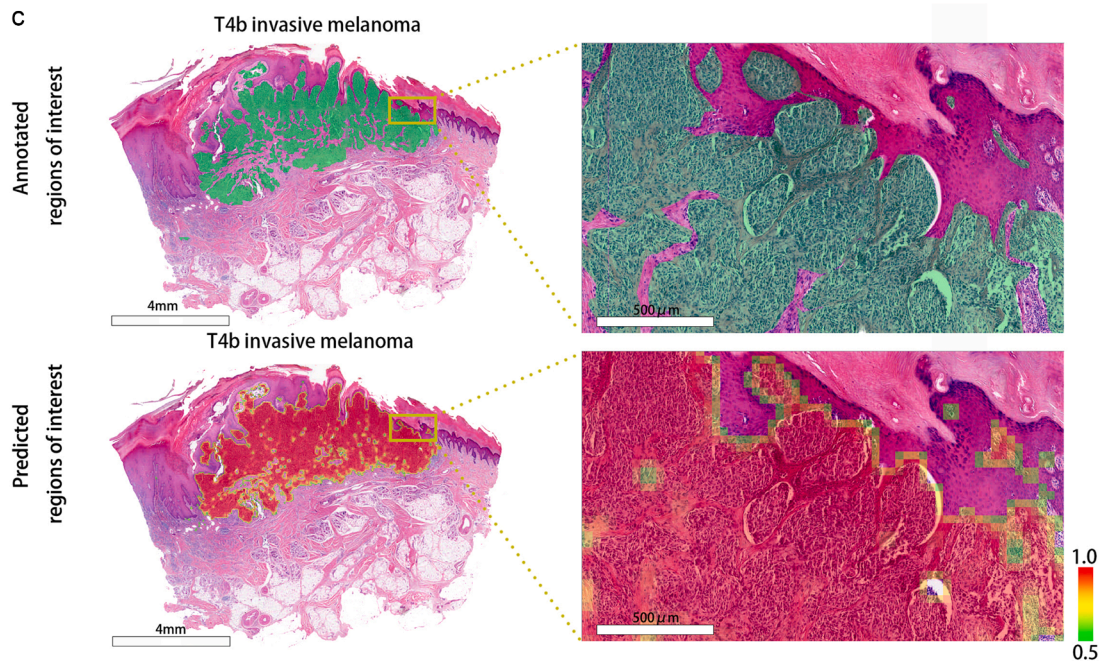 c
T4b invasive melanoma
Annotated
regions of interest
4mm
500μm
T4b invasive melanoma
Predicted
regions of interest
4mm
500μm
1.0
0.5